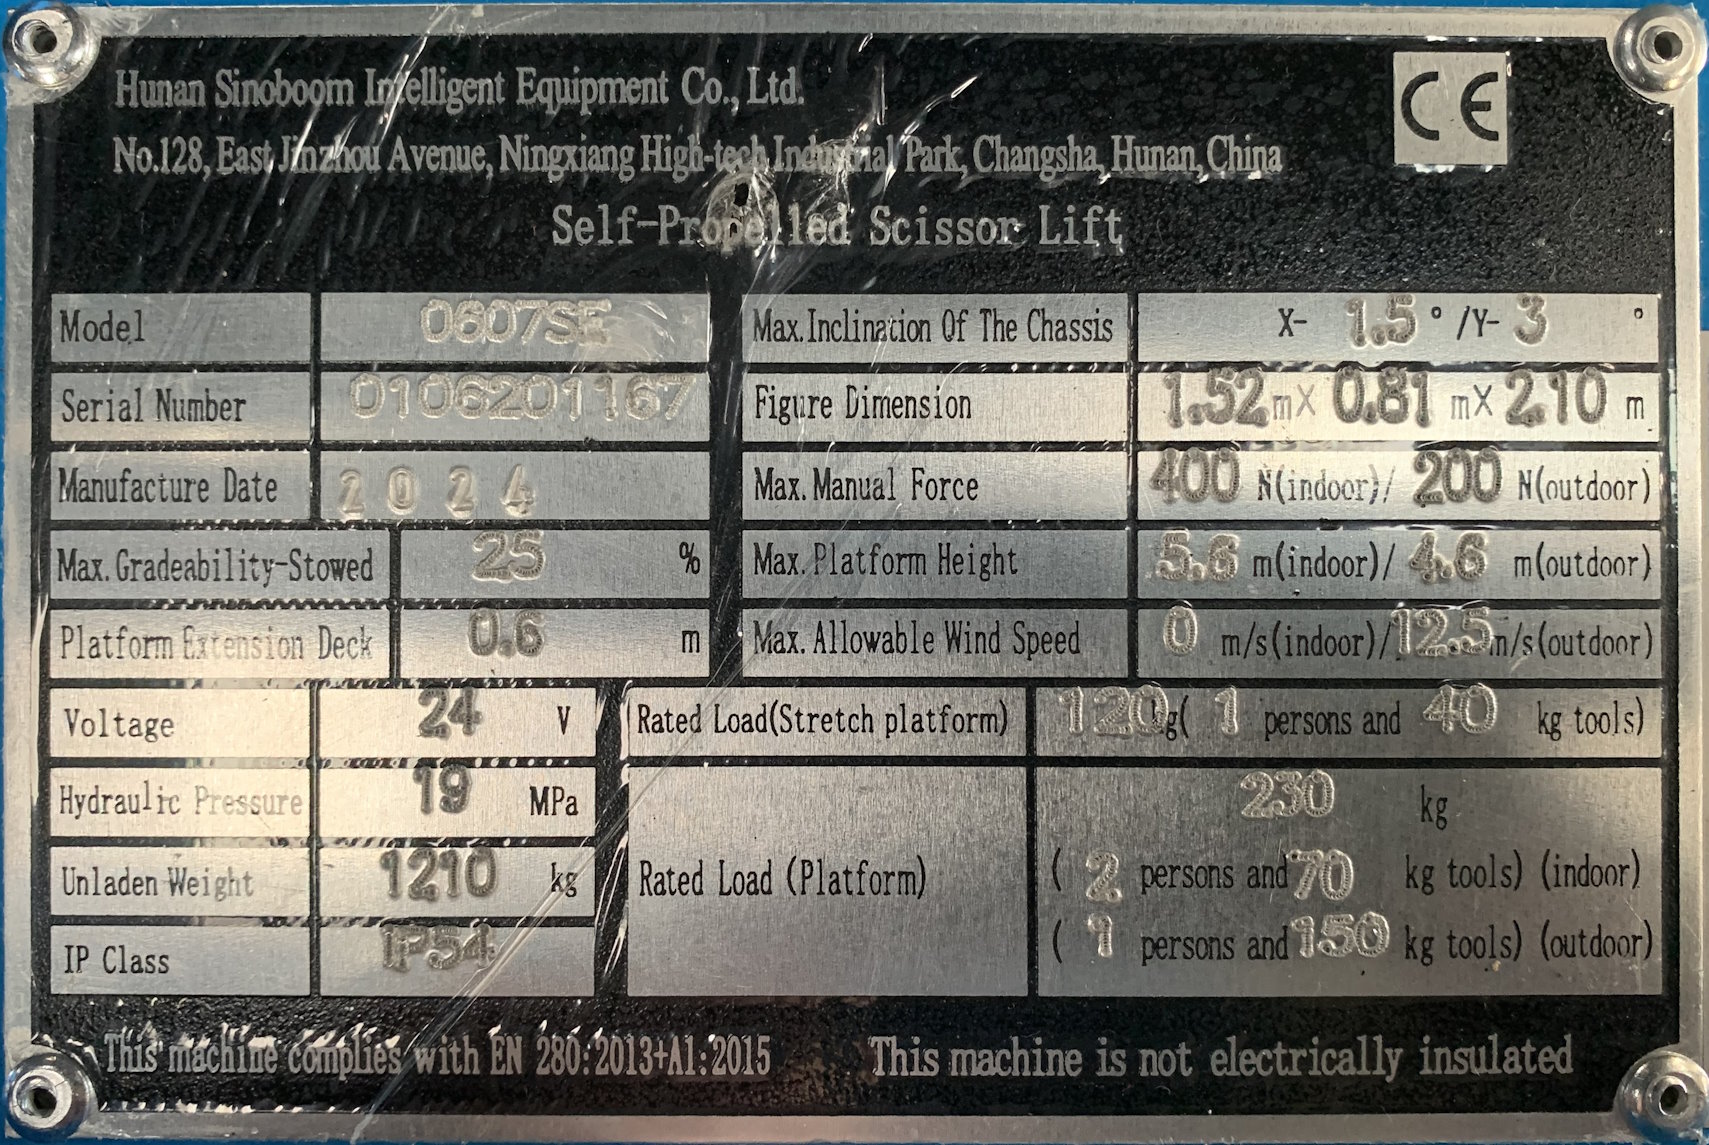 Hunan Sinoboom Intelligent Equipment Co., Ltd.
CE
No.128, East Jinzhou Avenue, Ningxiang High-tech Industrial Park, Changsha, Hunan, China
Self-Propelled Scissor Lift
Model 0607SE
Serial Number 0106201167
Manufacture Date 2024
Max. Gradeability-Stowed 25 %
Platform Extension Deck 0.6 m
Max. Inclination Of The Chassis X- 1.5 ° /Y- 3 °
Figure Dimension 1.52 m× 0.81 m× 2.10 m
Max. Manual Force 400 N(indoor)/ 200 N(outdoor)
Max. Platform Height 5.6 m(indoor)/ 4.6 m(outdoor)
Max. Allowable Wind Speed 0 m/s(indoor)/ 12.5 m/s(outdoor)
Voltage 24 V
Hydraulic Pressure 19 MPa
Unladen Weight 1210 kg
IP Class IP54
Rated Load(Stretch platform) 120 kg( 1 persons and 40 kg tools)
Rated Load (Platform) 230 kg
( 2 persons and 70 kg tools) (indoor)
( 1 persons and 150 kg tools) (outdoor)
This machine complies with EN 280:2013+A1:2015
This machine is not electrically insulated